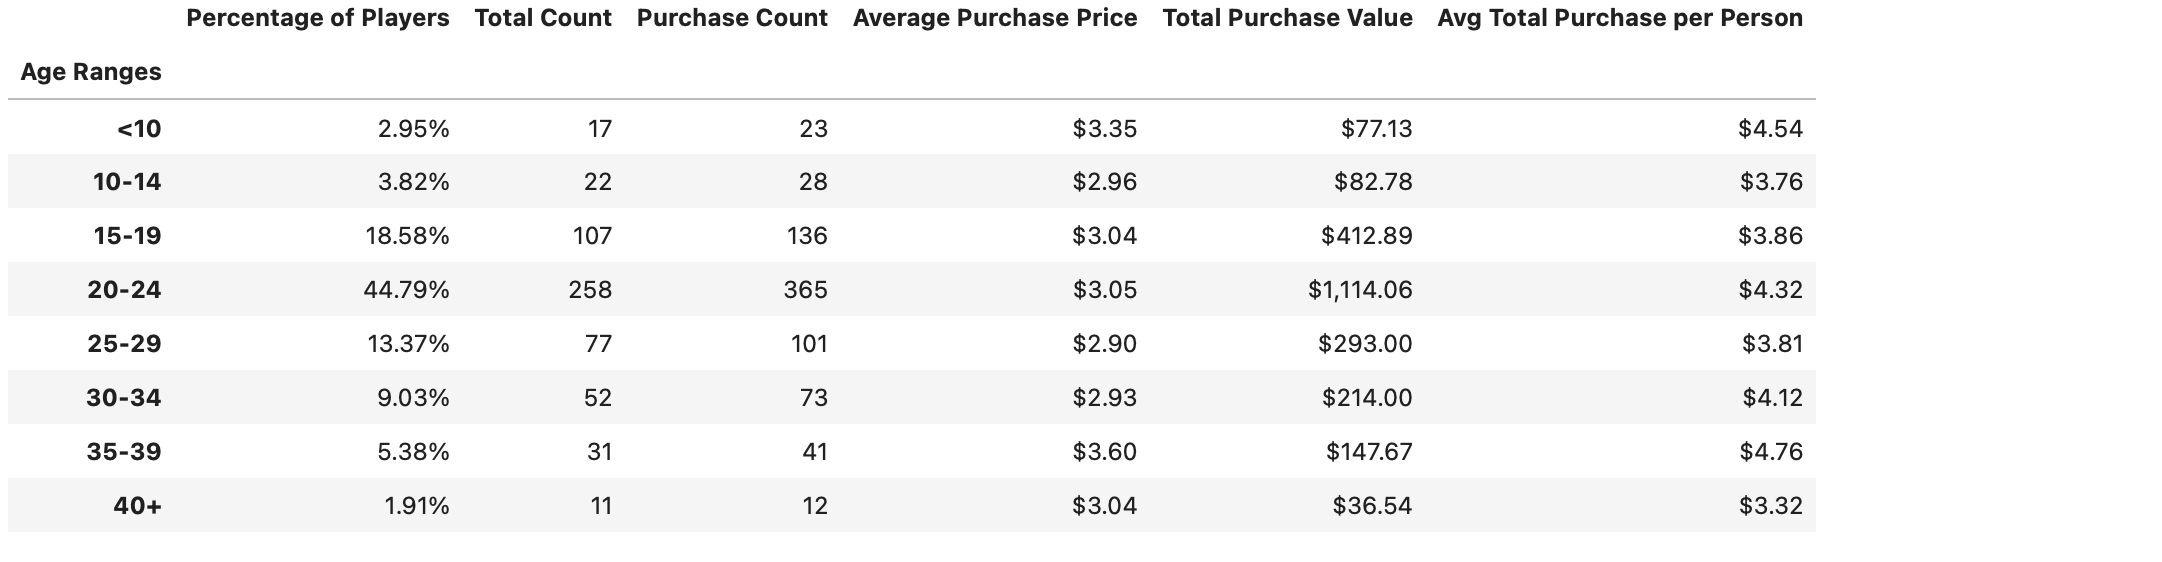 Percentage of Players Total Count Purchase Count Average Purchase Price Total Purchase Value Avg Total Purchase per Person
Age Ranges
<10 2.95% 17 23 $3.35 $77.13 $4.54
10-14 3.82% 22 28 $2.96 $82.78 $3.76
15-19 18.58% 107 136 $3.04 $412.89 $3.86
20-24 44.79% 258 365 $3.05 $1,114.06 $4.32
25-29 13.37% 77 101 $2.90 $293.00 $3.81
30-34 9.03% 52 73 $2.93 $214.00 $4.12
35-39 5.38% 31 41 $3.60 $147.67 $4.76
40+ 1.91% 11 12 $3.04 $36.54 $3.32